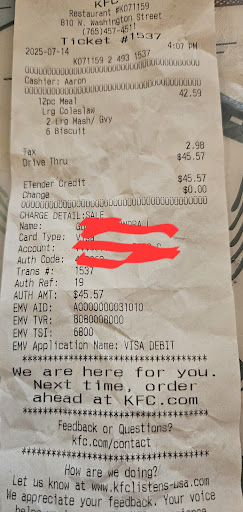 KFC
Restaurant #K071159
810 N. Washington Street
(765)457-4511
Ticket #1537
2025-07-14 4:07 PM
K071159 2 493 1537
Cashier: Aaron
42.59
12pc Meal
Lrg Coleslaw
2 Lrg Mash/ Gvy
6 Biscuit
Tax 2.98
Drive Thru $45.57
ETender Credit $45.57
Change $0.00
CHARGE DETAIL:SALE
Name:
Card Type: VISA
Account:
Auth Code:
Trans #: 1537
Auth Ref: 19
AUTH AMT: $45.57
EMV AID: A0000000031010
EMV TVR: 8080008000
EMV TSI: 6800
EMV Application Name: VISA DEBIT
************************************
We are here for you.
Next time, order
ahead at KFC.com
************************************
Feedback or Questions?
kfc.com/contact
************************************
How are we doing?
Let us know at www.kfclistens-usa.com
We appreciate your feedback. Your voice